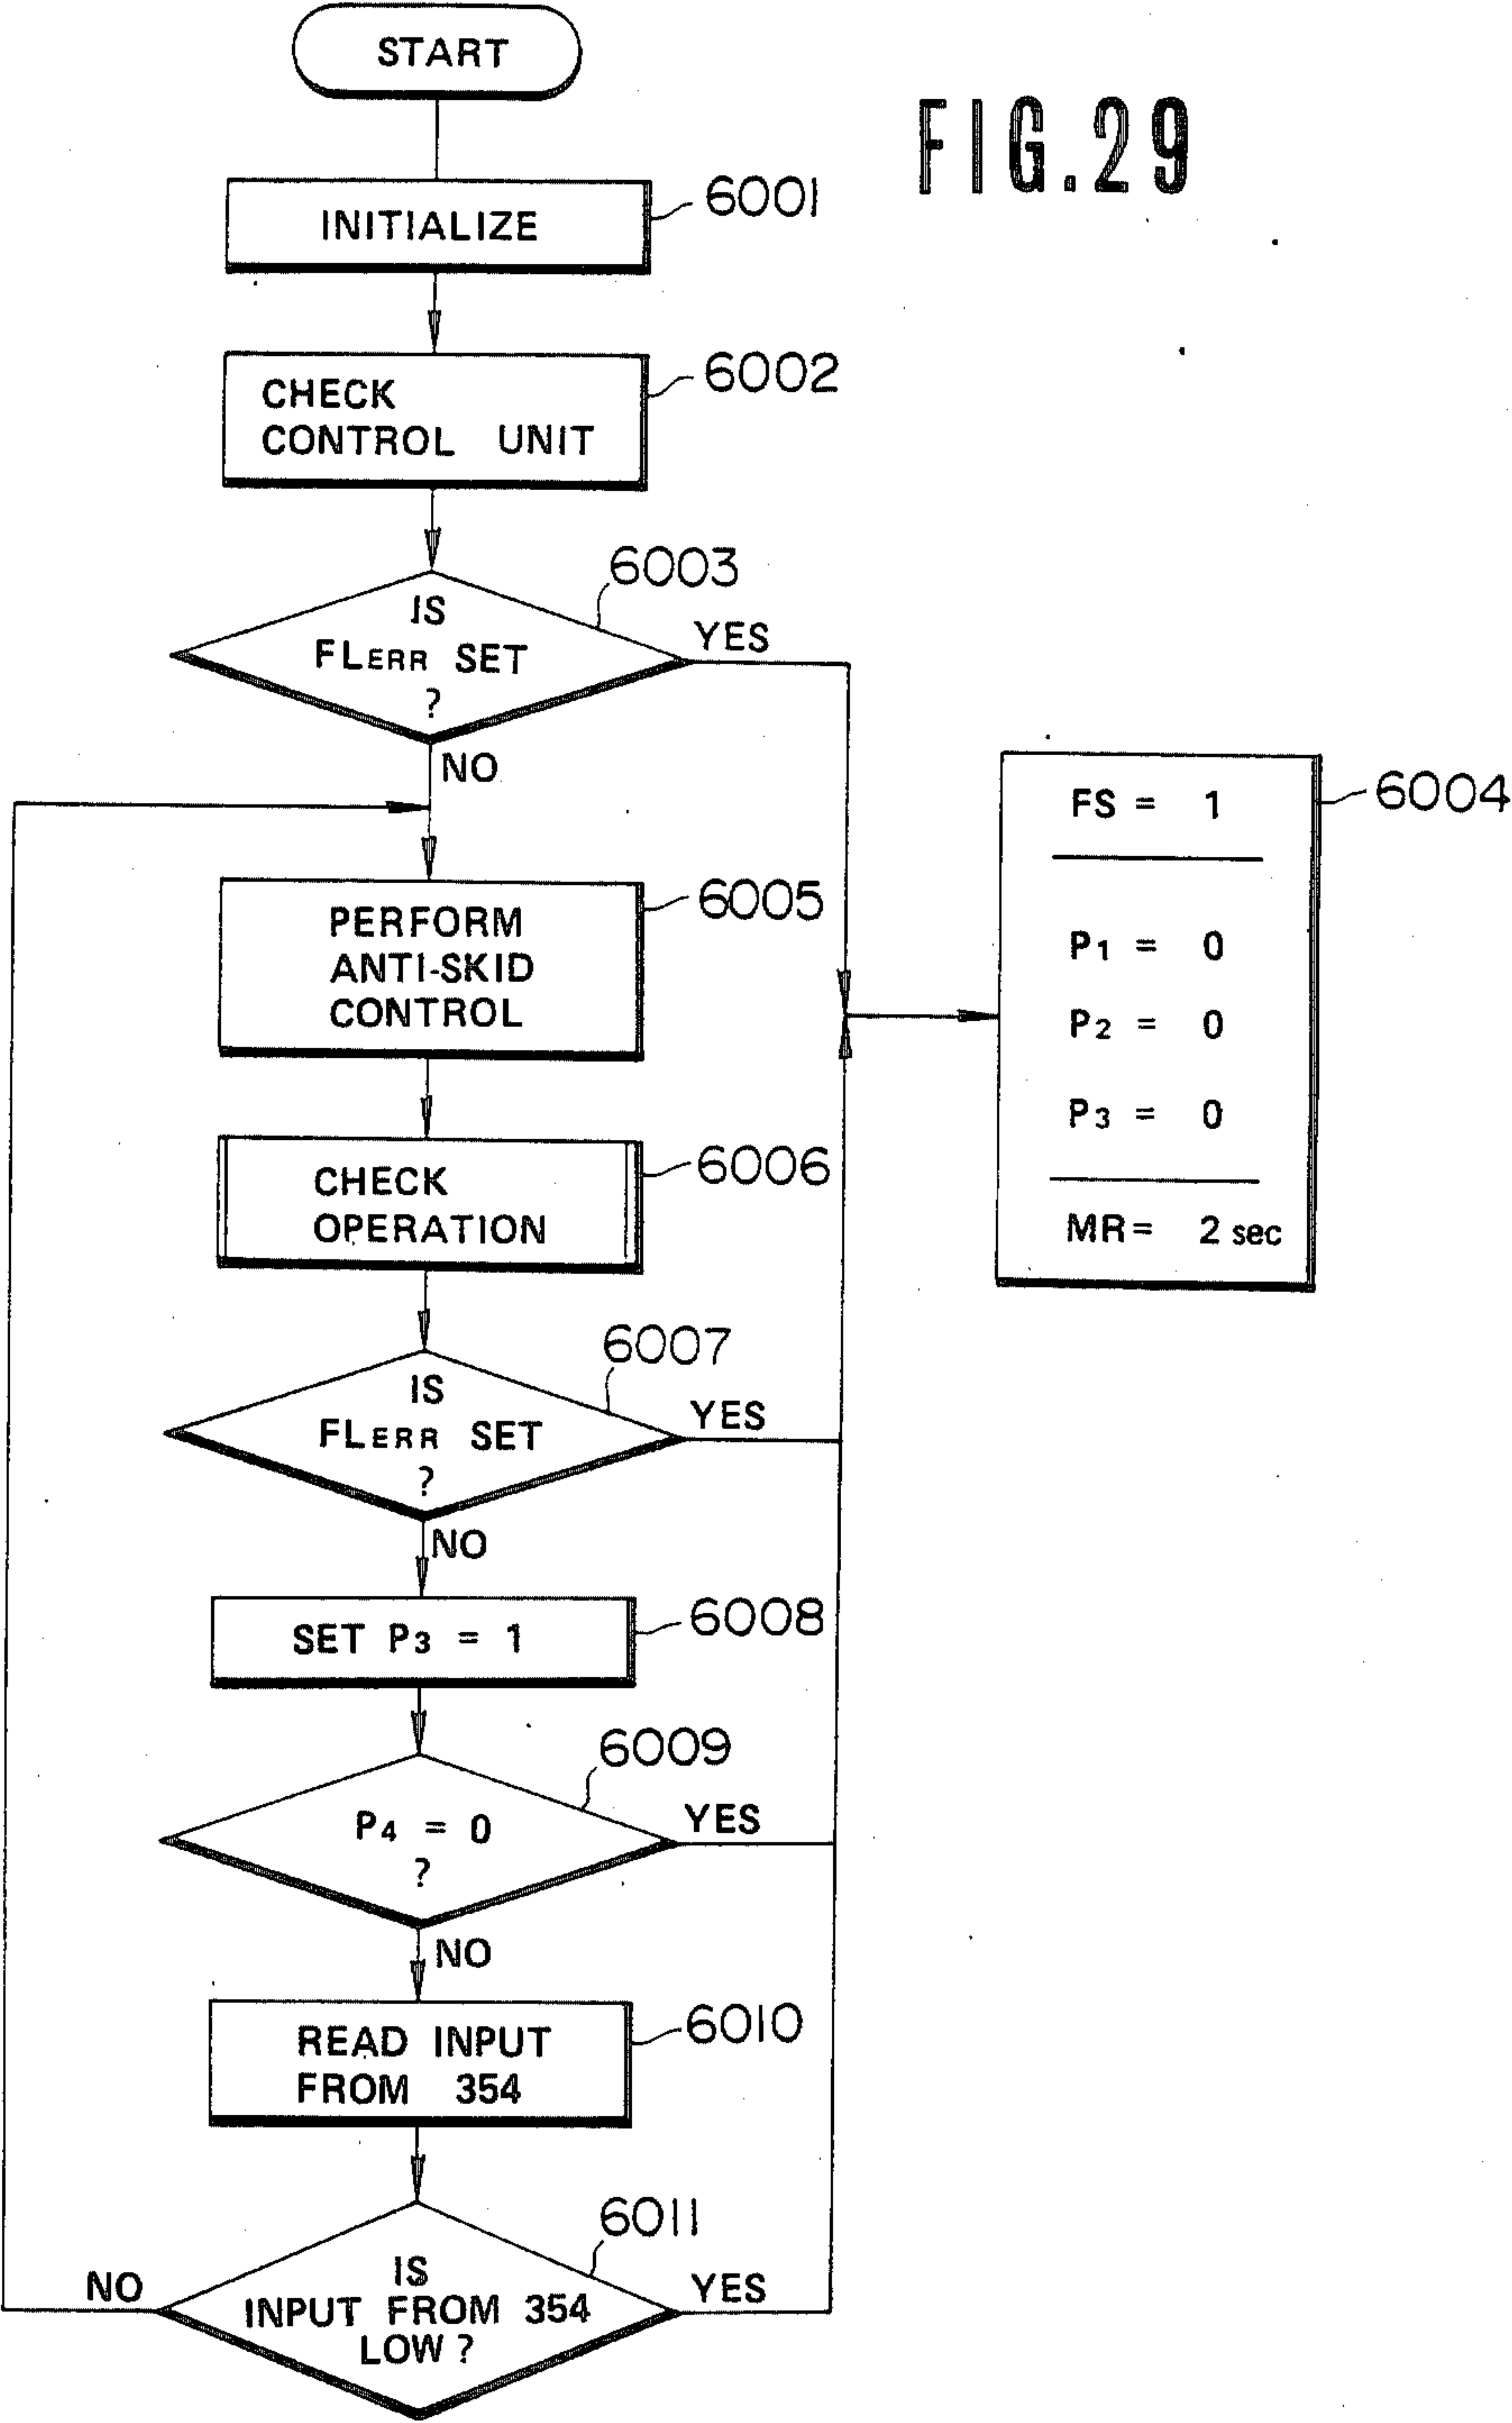 START
FIG.29
6001
INITIALIZE
6002
CHECK
CONTROL UNIT
6003
IS
FLERR SET
?
YES
NO
6004
FS = 1
P1 = 0
P2 = 0
P3 = 0
MR= 2 sec
6005
PERFORM
ANTI-SKID
CONTROL
6006
CHECK
OPERATION
6007
IS
FLERR SET
?
YES
NO
6008
SET P3 = 1
6009
P4 = 0
?
YES
NO
6010
READ INPUT
FROM 354
6011
IS
INPUT FROM 354
LOW ?
NO
YES